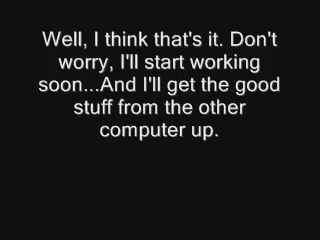 Well, I think that's it. Don't
worry, I'll start working
soon...And I'll get the good
stuff from the other
computer up.